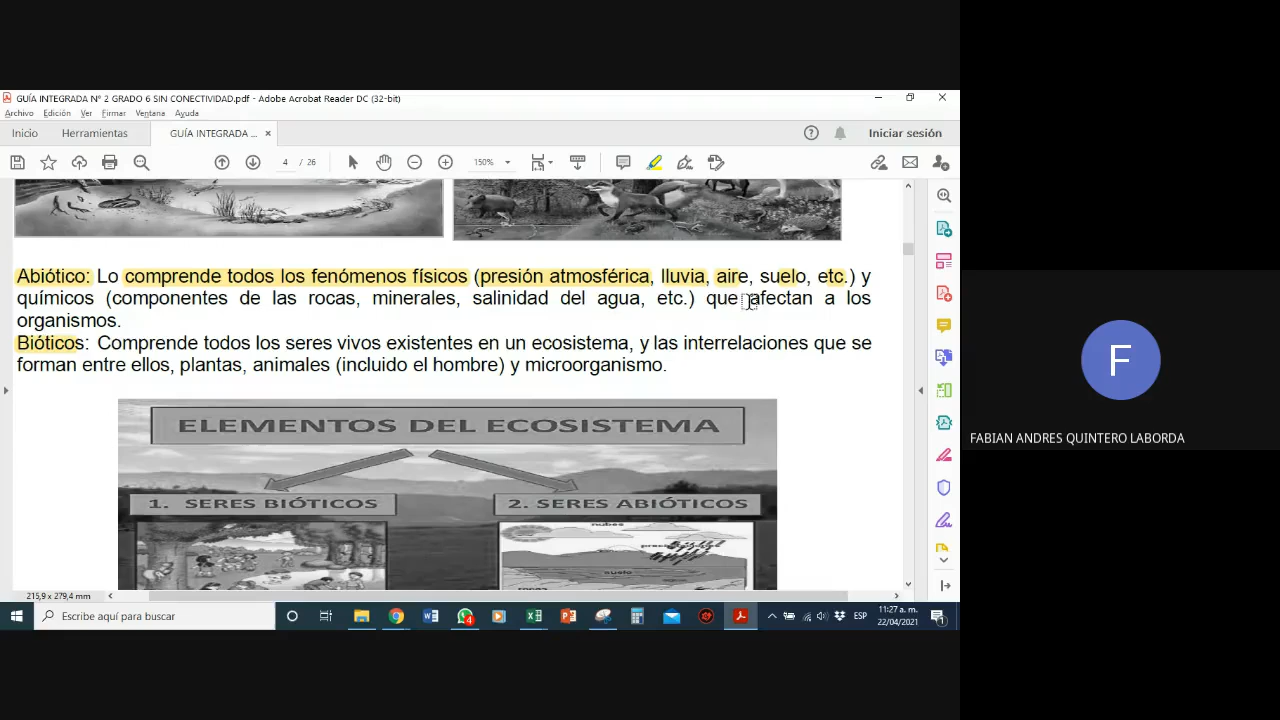 GUÍA INTEGRADA N° 2 GRADO 6 SIN CONECTIVIDAD.pdf - Adobe Acrobat Reader DC (32-bit)
Archivo Edición Ver Firmar Ventana Ayuda
Inicio Herramientas GUÍA INTEGRADA ... × Iniciar sesión
4 / 26 150%
Abiótico: Lo comprende todos los fenómenos físicos (presión atmosférica, lluvia, aire, suelo, etc.) y
químicos (componentes de las rocas, minerales, salinidad del agua, etc.) que afectan a los
organismos.
Bióticos: Comprende todos los seres vivos existentes en un ecosistema, y las interrelaciones que se
forman entre ellos, plantas, animales (incluido el hombre) y microorganismo.
ELEMENTOS DEL ECOSISTEMA
1. SERES BIÓTICOS 2. SERES ABIÓTICOS
nubes
suelo
215,9 x 279,4 mm
Escribe aquí para buscar
4
ESP
11:27 a. m.
22/04/2021
1
F
FABIAN ANDRES QUINTERO LABORDA